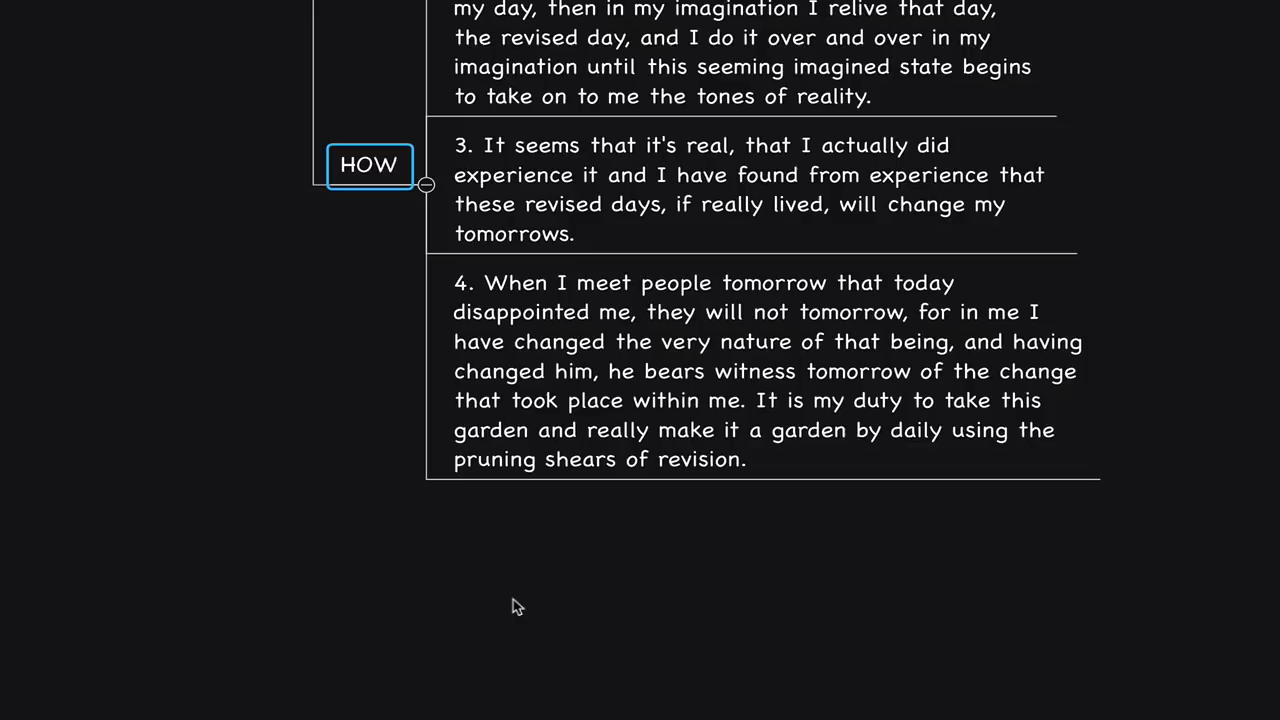 my day, then in my imagination I relive that day,
the revised day, and I do it over and over in my
imagination until this seeming imagined state begins
to take on to me the tones of reality.
HOW
3. It seems that it's real, that I actually did
experience it and I have found from experience that
these revised days, if really lived, will change my
tomorrows.
4. When I meet people tomorrow that today
disappointed me, they will not tomorrow, for in me I
have changed the very nature of that being, and having
changed him, he bears witness tomorrow of the change
that took place within me. It is my duty to take this
garden and really make it a garden by daily using the
pruning shears of revision.